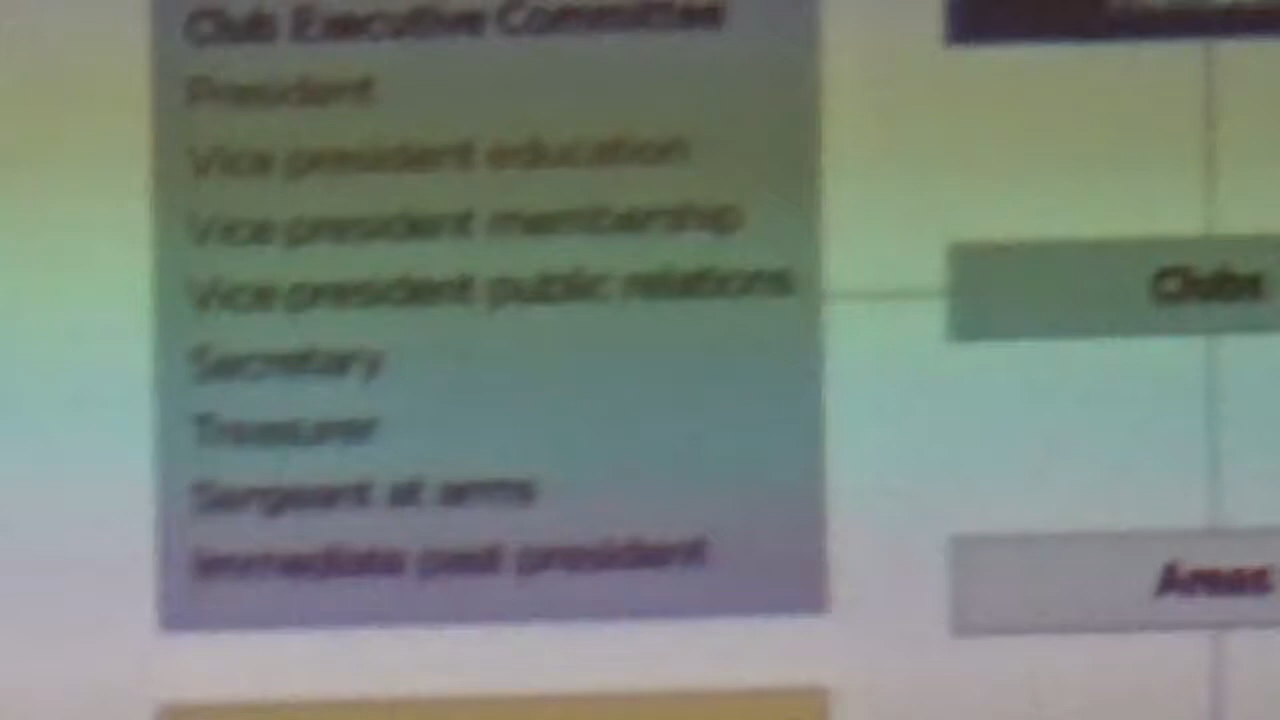 Club Executive Committee
President
Vice president education
Vice president membership
Vice president public relations
Secretary
Treasurer
Sergeant at arms
Immediate past president
Clubs
Areas